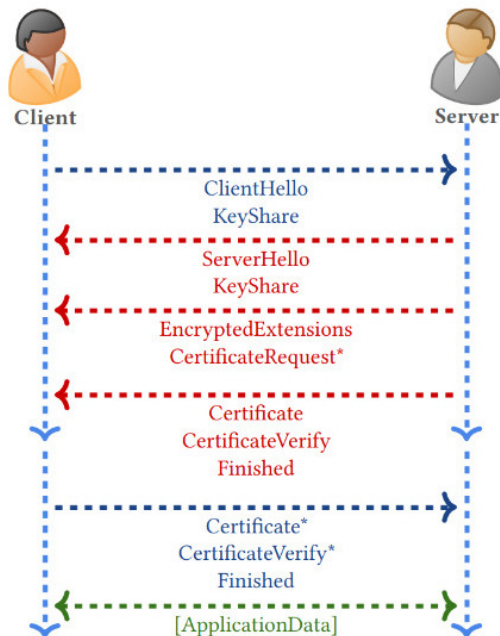 Client
Server
ClientHello
KeyShare
ServerHello
KeyShare
EncryptedExtensions
CertificateRequest*
Certificate
CertificateVerify
Finished
Certificate*
CertificateVerify*
Finished
[ApplicationData]